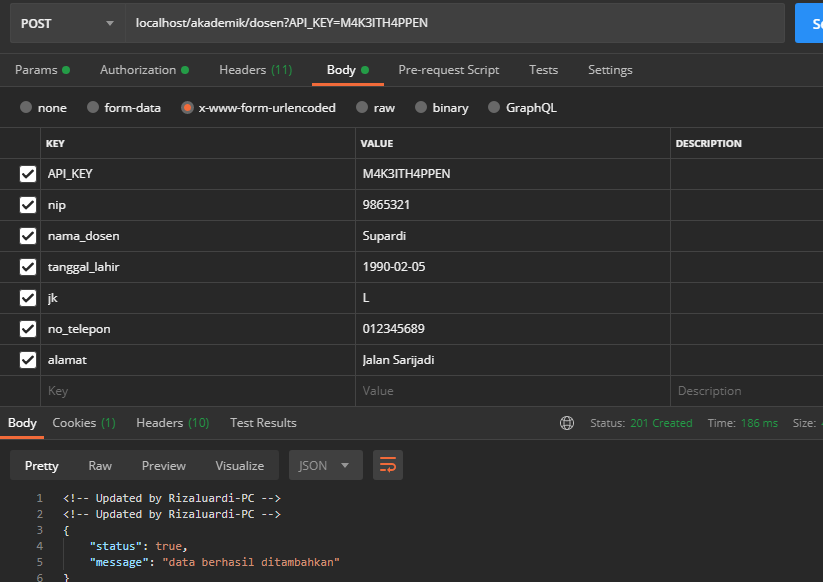 POST localhost/akademik/dosen?API_KEY=M4K3ITH4PPEN
Params Authorization Headers (11) Body Pre-request Script Tests Settings
none form-data x-www-form-urlencoded raw binary GraphQL
KEY VALUE DESCRIPTION
API_KEY M4K3ITH4PPEN
nip 9865321
nama_dosen Supardi
tanggal_lahir 1990-02-05
jk L
no_telepon 012345689
alamat Jalan Sarijadi
Key Value Description
Body Cookies (1) Headers (10) Test Results Status: 201 Created Time: 186 ms Size:
Pretty Raw Preview Visualize JSON
1 <!-- Updated by Rizaluardi-PC -->
2 <!-- Updated by Rizaluardi-PC -->
3 {
4 "status": true,
5 "message": "data berhasil ditambahkan"
6 }